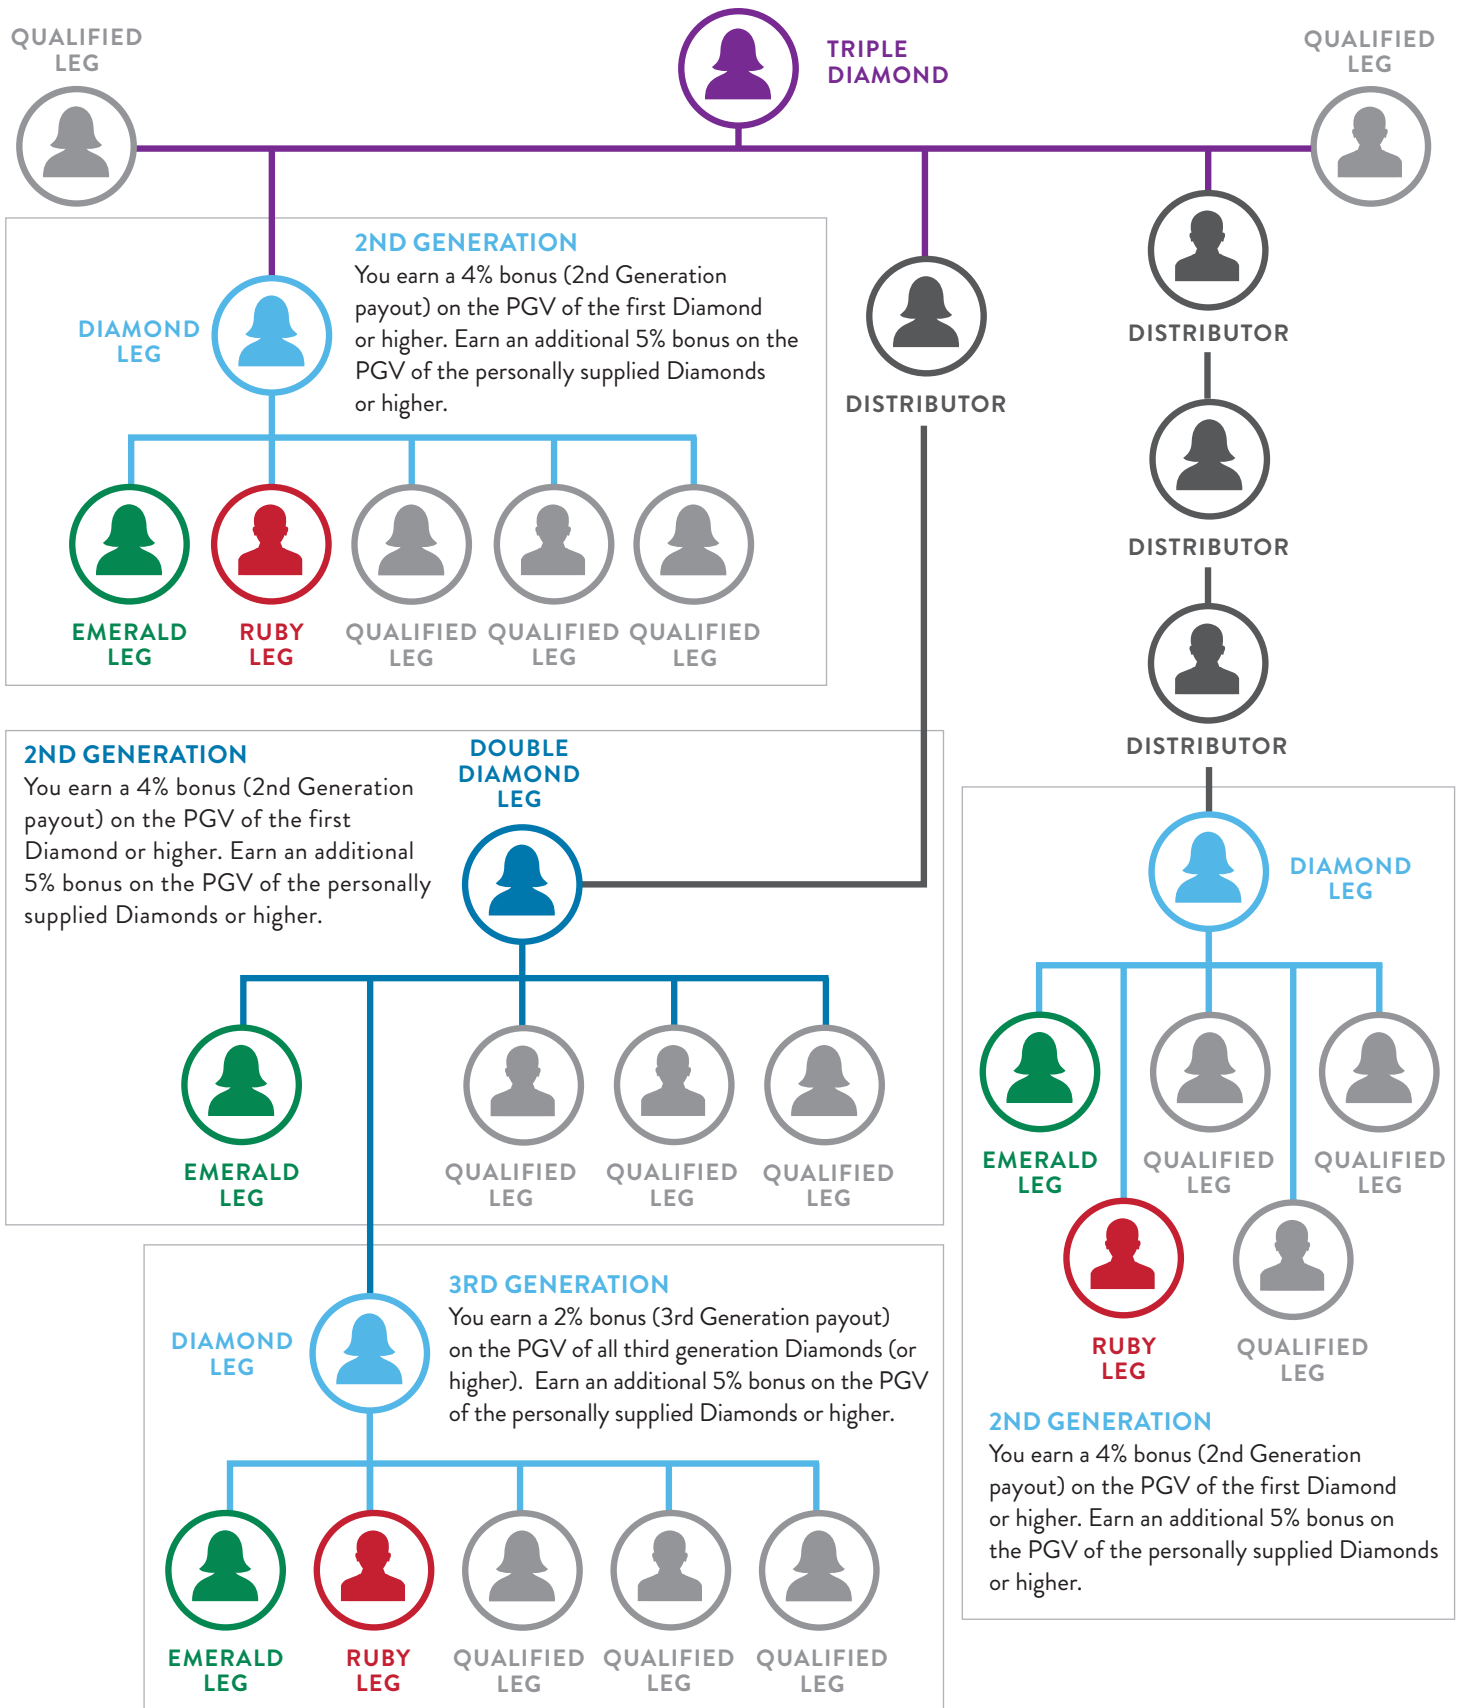 QUALIFIED
LEG
TRIPLE
DIAMOND
QUALIFIED
LEG
2ND GENERATION
You earn a 4% bonus (2nd Generation
payout) on the PGV of the first Diamond
or higher. Earn an additional 5% bonus on the
PGV of the personally supplied Diamonds
or higher.
DIAMOND
LEG
EMERALD
LEG
RUBY
LEG
QUALIFIED
LEG
QUALIFIED
LEG
QUALIFIED
LEG
DISTRIBUTOR
DISTRIBUTOR
DISTRIBUTOR
DISTRIBUTOR
2ND GENERATION
You earn a 4% bonus (2nd Generation
payout) on the PGV of the first
Diamond or higher. Earn an additional
5% bonus on the PGV of the personally
supplied Diamonds or higher.
DOUBLE
DIAMOND
LEG
EMERALD
LEG
QUALIFIED
LEG
QUALIFIED
LEG
QUALIFIED
LEG
DIAMOND
LEG
EMERALD
LEG
QUALIFIED
LEG
QUALIFIED
LEG
RUBY
LEG
QUALIFIED
LEG
2ND GENERATION
You earn a 4% bonus (2nd Generation
payout) on the PGV of the first Diamond
or higher. Earn an additional 5% bonus on
the PGV of the personally supplied Diamonds
or higher.
DIAMOND
LEG
3RD GENERATION
You earn a 2% bonus (3rd Generation payout)
on the PGV of all third generation Diamonds (or
higher).  Earn an additional 5% bonus on the PGV
of the personally supplied Diamonds or higher.
EMERALD
LEG
RUBY
LEG
QUALIFIED
LEG
QUALIFIED
LEG
QUALIFIED
LEG